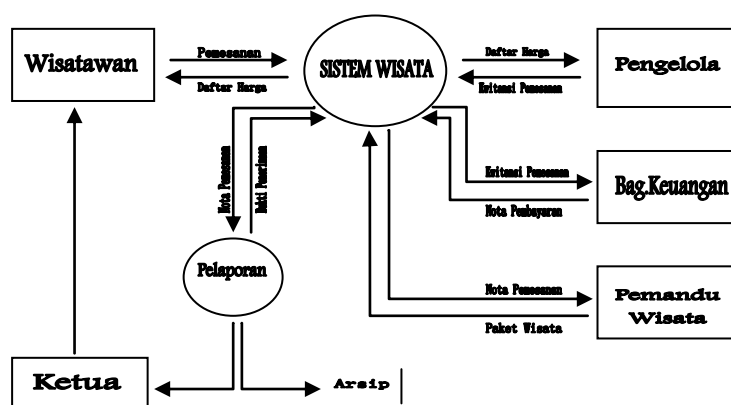 Wisatawan
Pemesanan
Daftar Harga
SISTEM WISATA
Daftar Harga
Kwitansi Pemesanan
Pengelola
Nota Pemesanan
Bukti Penerimaan
Kwitansi Pemesanan
Nota Pembayaran
Bag.Keuangan
Pelaporan
Nota Pemesanan
Paket Wisata
Pemandu
Wisata
Ketua
Arsip